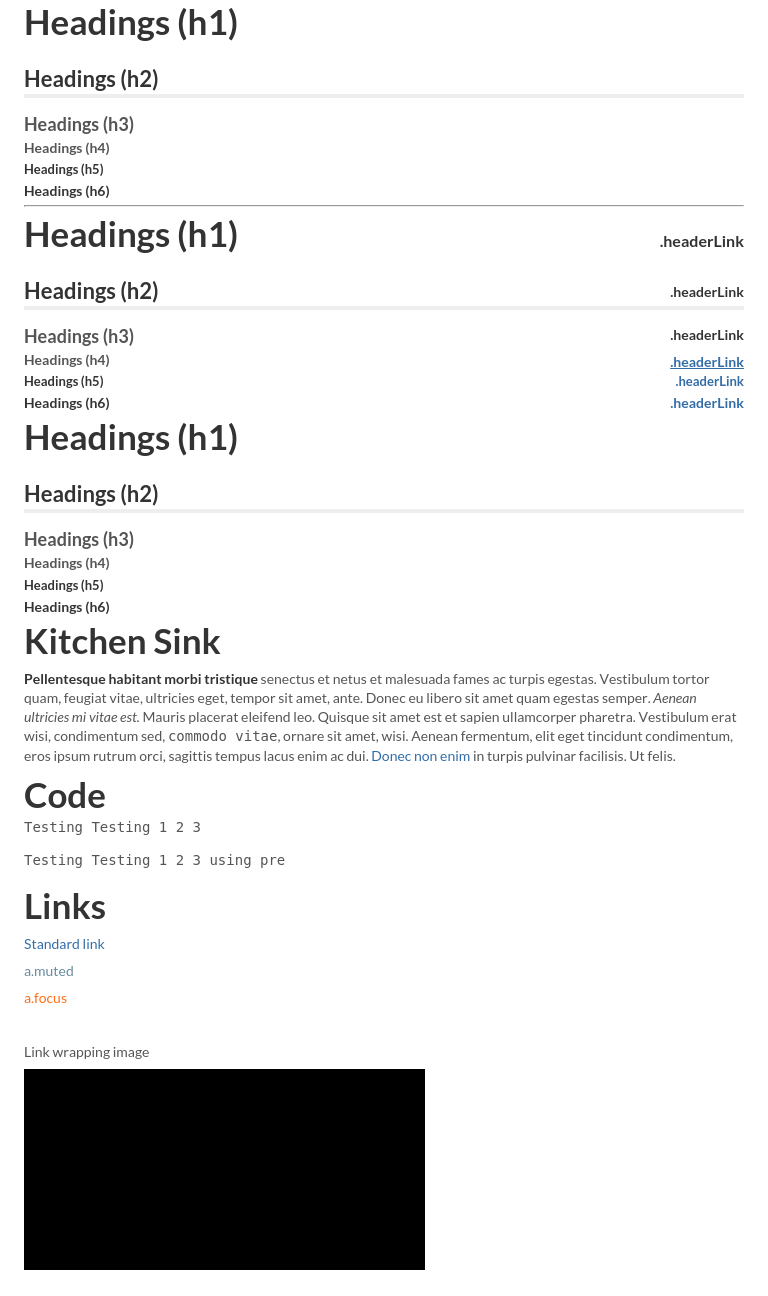 Headings (h1)
Headings (h2)
Headings (h3)
Headings (h4)
Headings (h5)
Headings (h6)
Headings (h1) .headerLink
Headings (h2) .headerLink
Headings (h3) .headerLink
Headings (h4) .headerLink
Headings (h5) .headerLink
Headings (h6) .headerLink
Headings (h1)
Headings (h2)
Headings (h3)
Headings (h4)
Headings (h5)
Headings (h6)
Kitchen Sink
Pellentesque habitant morbi tristique senectus et netus et malesuada fames ac turpis egestas. Vestibulum tortor
quam, feugiat vitae, ultricies eget, tempor sit amet, ante. Donec eu libero sit amet quam egestas semper. Aenean
ultricies mi vitae est. Mauris placerat eleifend leo. Quisque sit amet est et sapien ullamcorper pharetra. Vestibulum erat
wisi, condimentum sed, commodo vitae, ornare sit amet, wisi. Aenean fermentum, elit eget tincidunt condimentum,
eros ipsum rutrum orci, sagittis tempus lacus enim ac dui. Donec non enim in turpis pulvinar facilisis. Ut felis.
Code
Testing Testing 1 2 3
Testing Testing 1 2 3 using pre
Links
Standard link
a.muted
a.focus
Link wrapping image